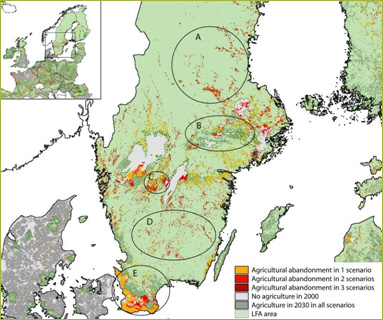 A
B
D
E
Agricultural abandonment in 1 scenario
Agricultural abandonment in 2 scenarios
Agricultural abandonment in 3 scenarios
No agriculture in 2000
Agriculture in 2030 in all scenarios
LFA area